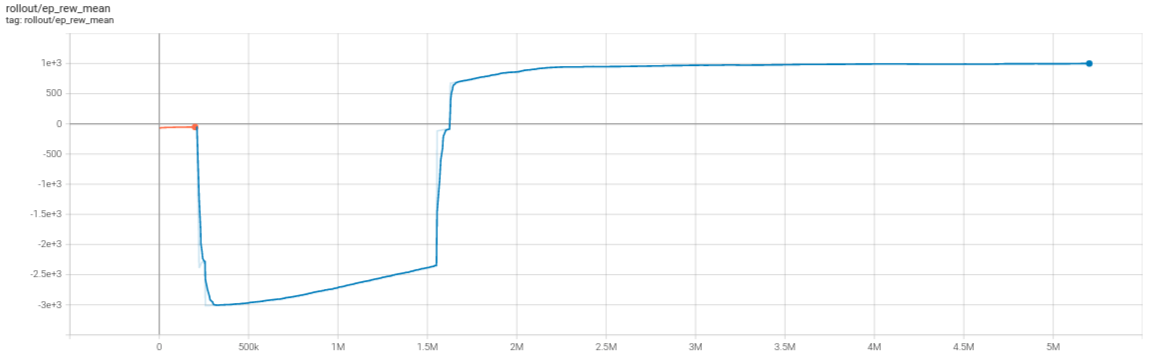 rollout/ep_rew_mean
tag: rollout/ep_rew_mean
1e+3
500
0
-500
-1e+3
-1.5e+3
-2e+3
-2.5e+3
-3e+3
0 500k 1M 1.5M 2M 2.5M 3M 3.5M 4M 4.5M 5M